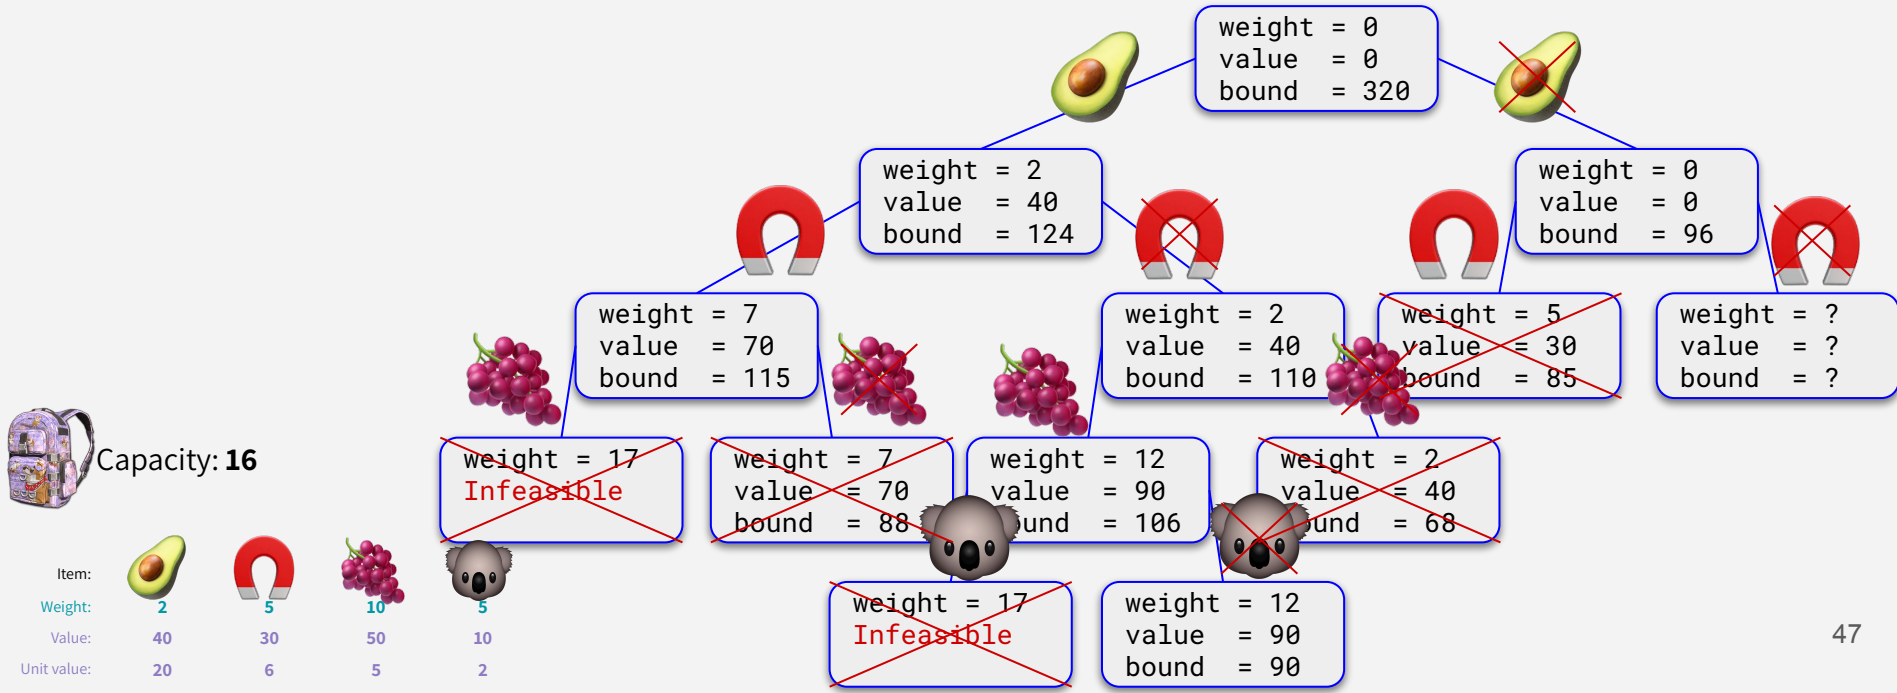 weight = 0
value = 0
bound = 320
weight = 2
value = 40
bound = 124
weight = 0
value = 0
bound = 96
weight = 7
value = 70
bound = 115
weight = 2
value = 40
bound = 110
weight = 5
value = 30
bound = 85
weight = ?
value = ?
bound = ?
Capacity: 16
weight = 17
Infeasible
weight = 7
value = 70
bound = 88
weight = 12
value = 90
bound = 106
weight = 2
value = 40
bound = 68
weight = 17
Infeasible
weight = 12
value = 90
bound = 90
Item:
Weight: 2 5 10 5
Value: 40 30 50 10
Unit value: 20 6 5 2
47